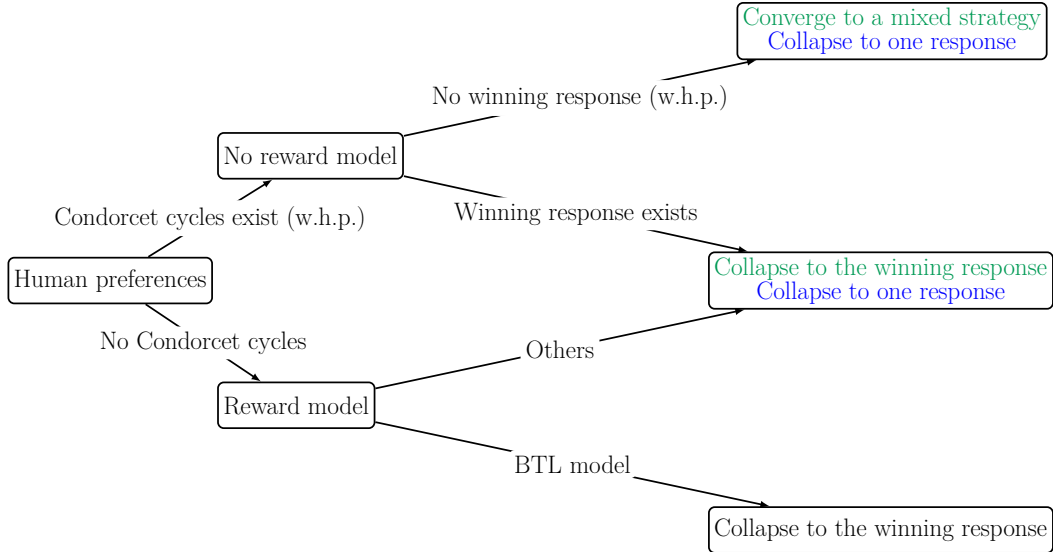 Converge to a mixed strategy
Collapse to one response
No winning response (w.h.p.)
No reward model
Condorcet cycles exist (w.h.p.)
Winning response exists
Human preferences
Collapse to the winning response
Collapse to one response
No Condorcet cycles
Others
Reward model
BTL model
Collapse to the winning response